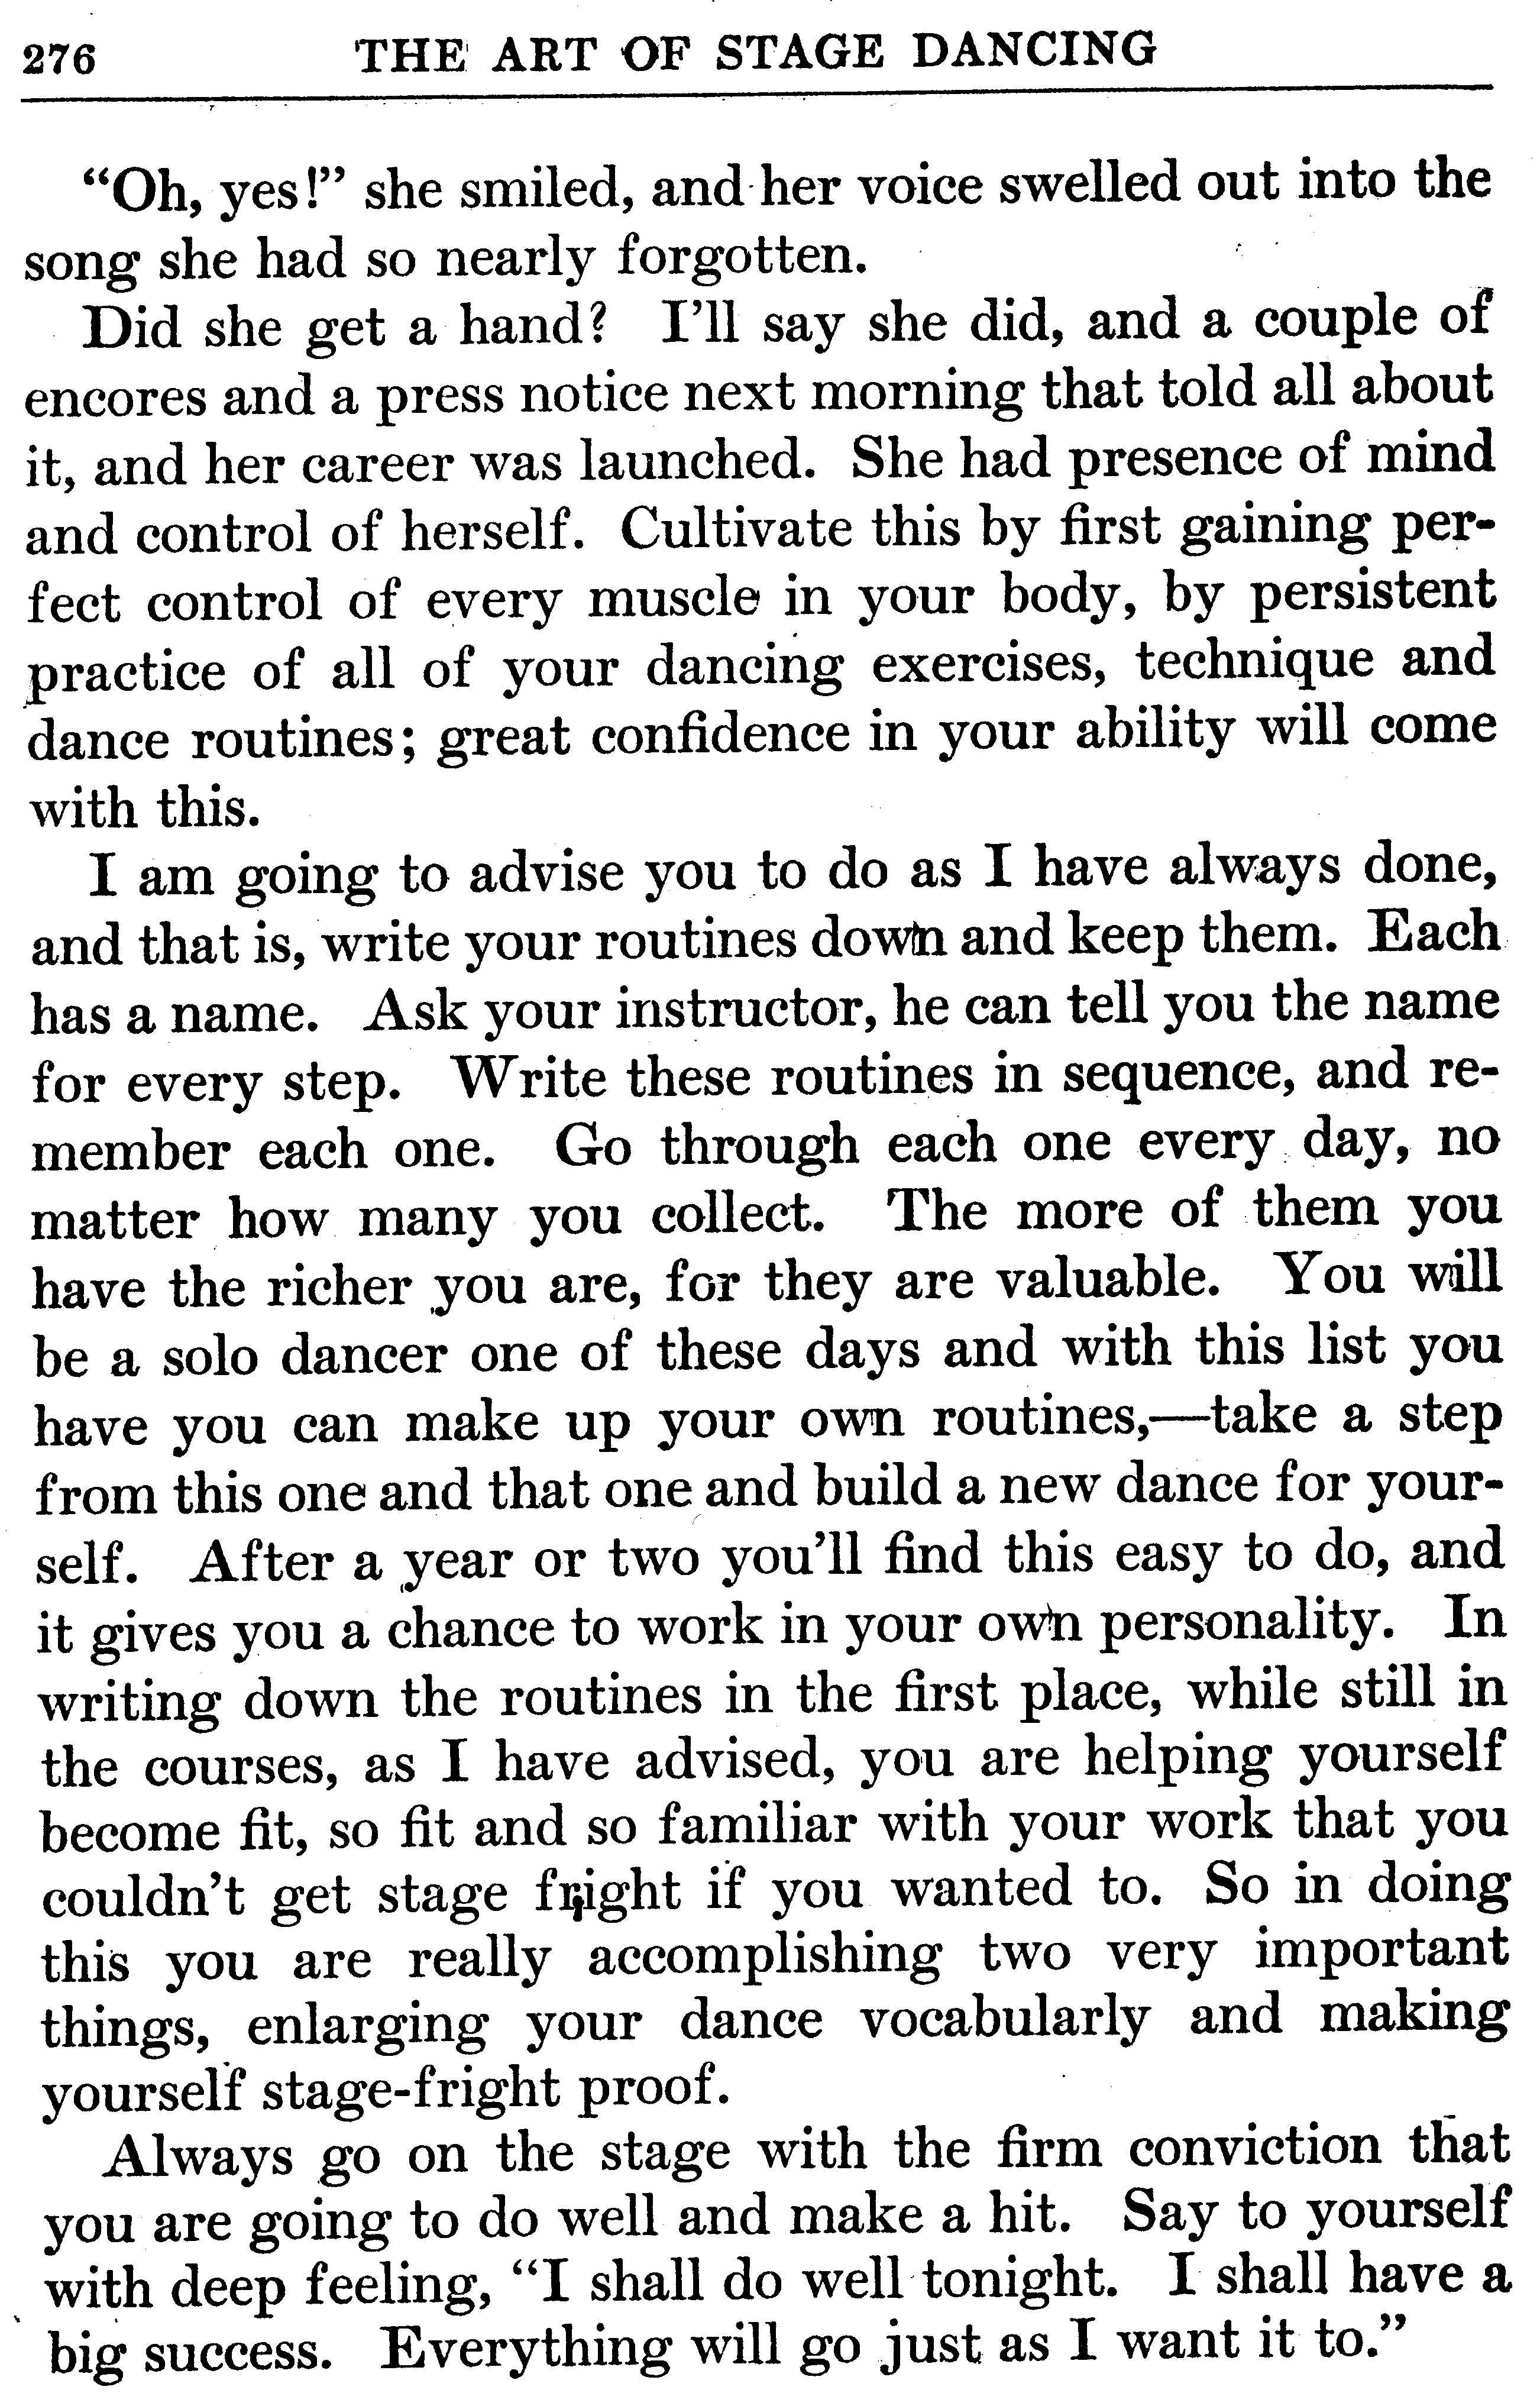 276 THE ART OF STAGE DANCING
“Oh, yes!” she smiled, and her voice swelled out into the
song she had so nearly forgotten.
Did she get a hand? I’ll say she did, and a couple of
encores and a press notice next morning that told all about
it, and her career was launched. She had presence of mind
and control of herself. Cultivate this by first gaining per-
fect control of every muscle in your body, by persistent
practice of all of your dancing exercises, technique and
dance routines; great confidence in your ability will come
with this.
I am going to advise you to do as I have always done,
and that is, write your routines down and keep them. Each
has a name. Ask your instructor, he can tell you the name
for every step. Write these routines in sequence, and re-
member each one. Go through each one every day, no
matter how many you collect. The more of them you
have the richer you are, for they are valuable. You will
be a solo dancer one of these days and with this list you
have you can make up your own routines,—take a step
from this one and that one and build a new dance for your-
self. After a year or two you’ll find this easy to do, and
it gives you a chance to work in your own personality. In
writing down the routines in the first place, while still in
the courses, as I have advised, you are helping yourself
become fit, so fit and so familiar with your work that you
couldn’t get stage fright if you wanted to. So in doing
this you are really accomplishing two very important
things, enlarging your dance vocabularly and making
yourself stage-fright proof.
Always go on the stage with the firm conviction that
you are going to do well and make a hit. Say to yourself
with deep feeling, “I shall do well tonight. I shall have a
big success. Everything will go just as I want it to.”